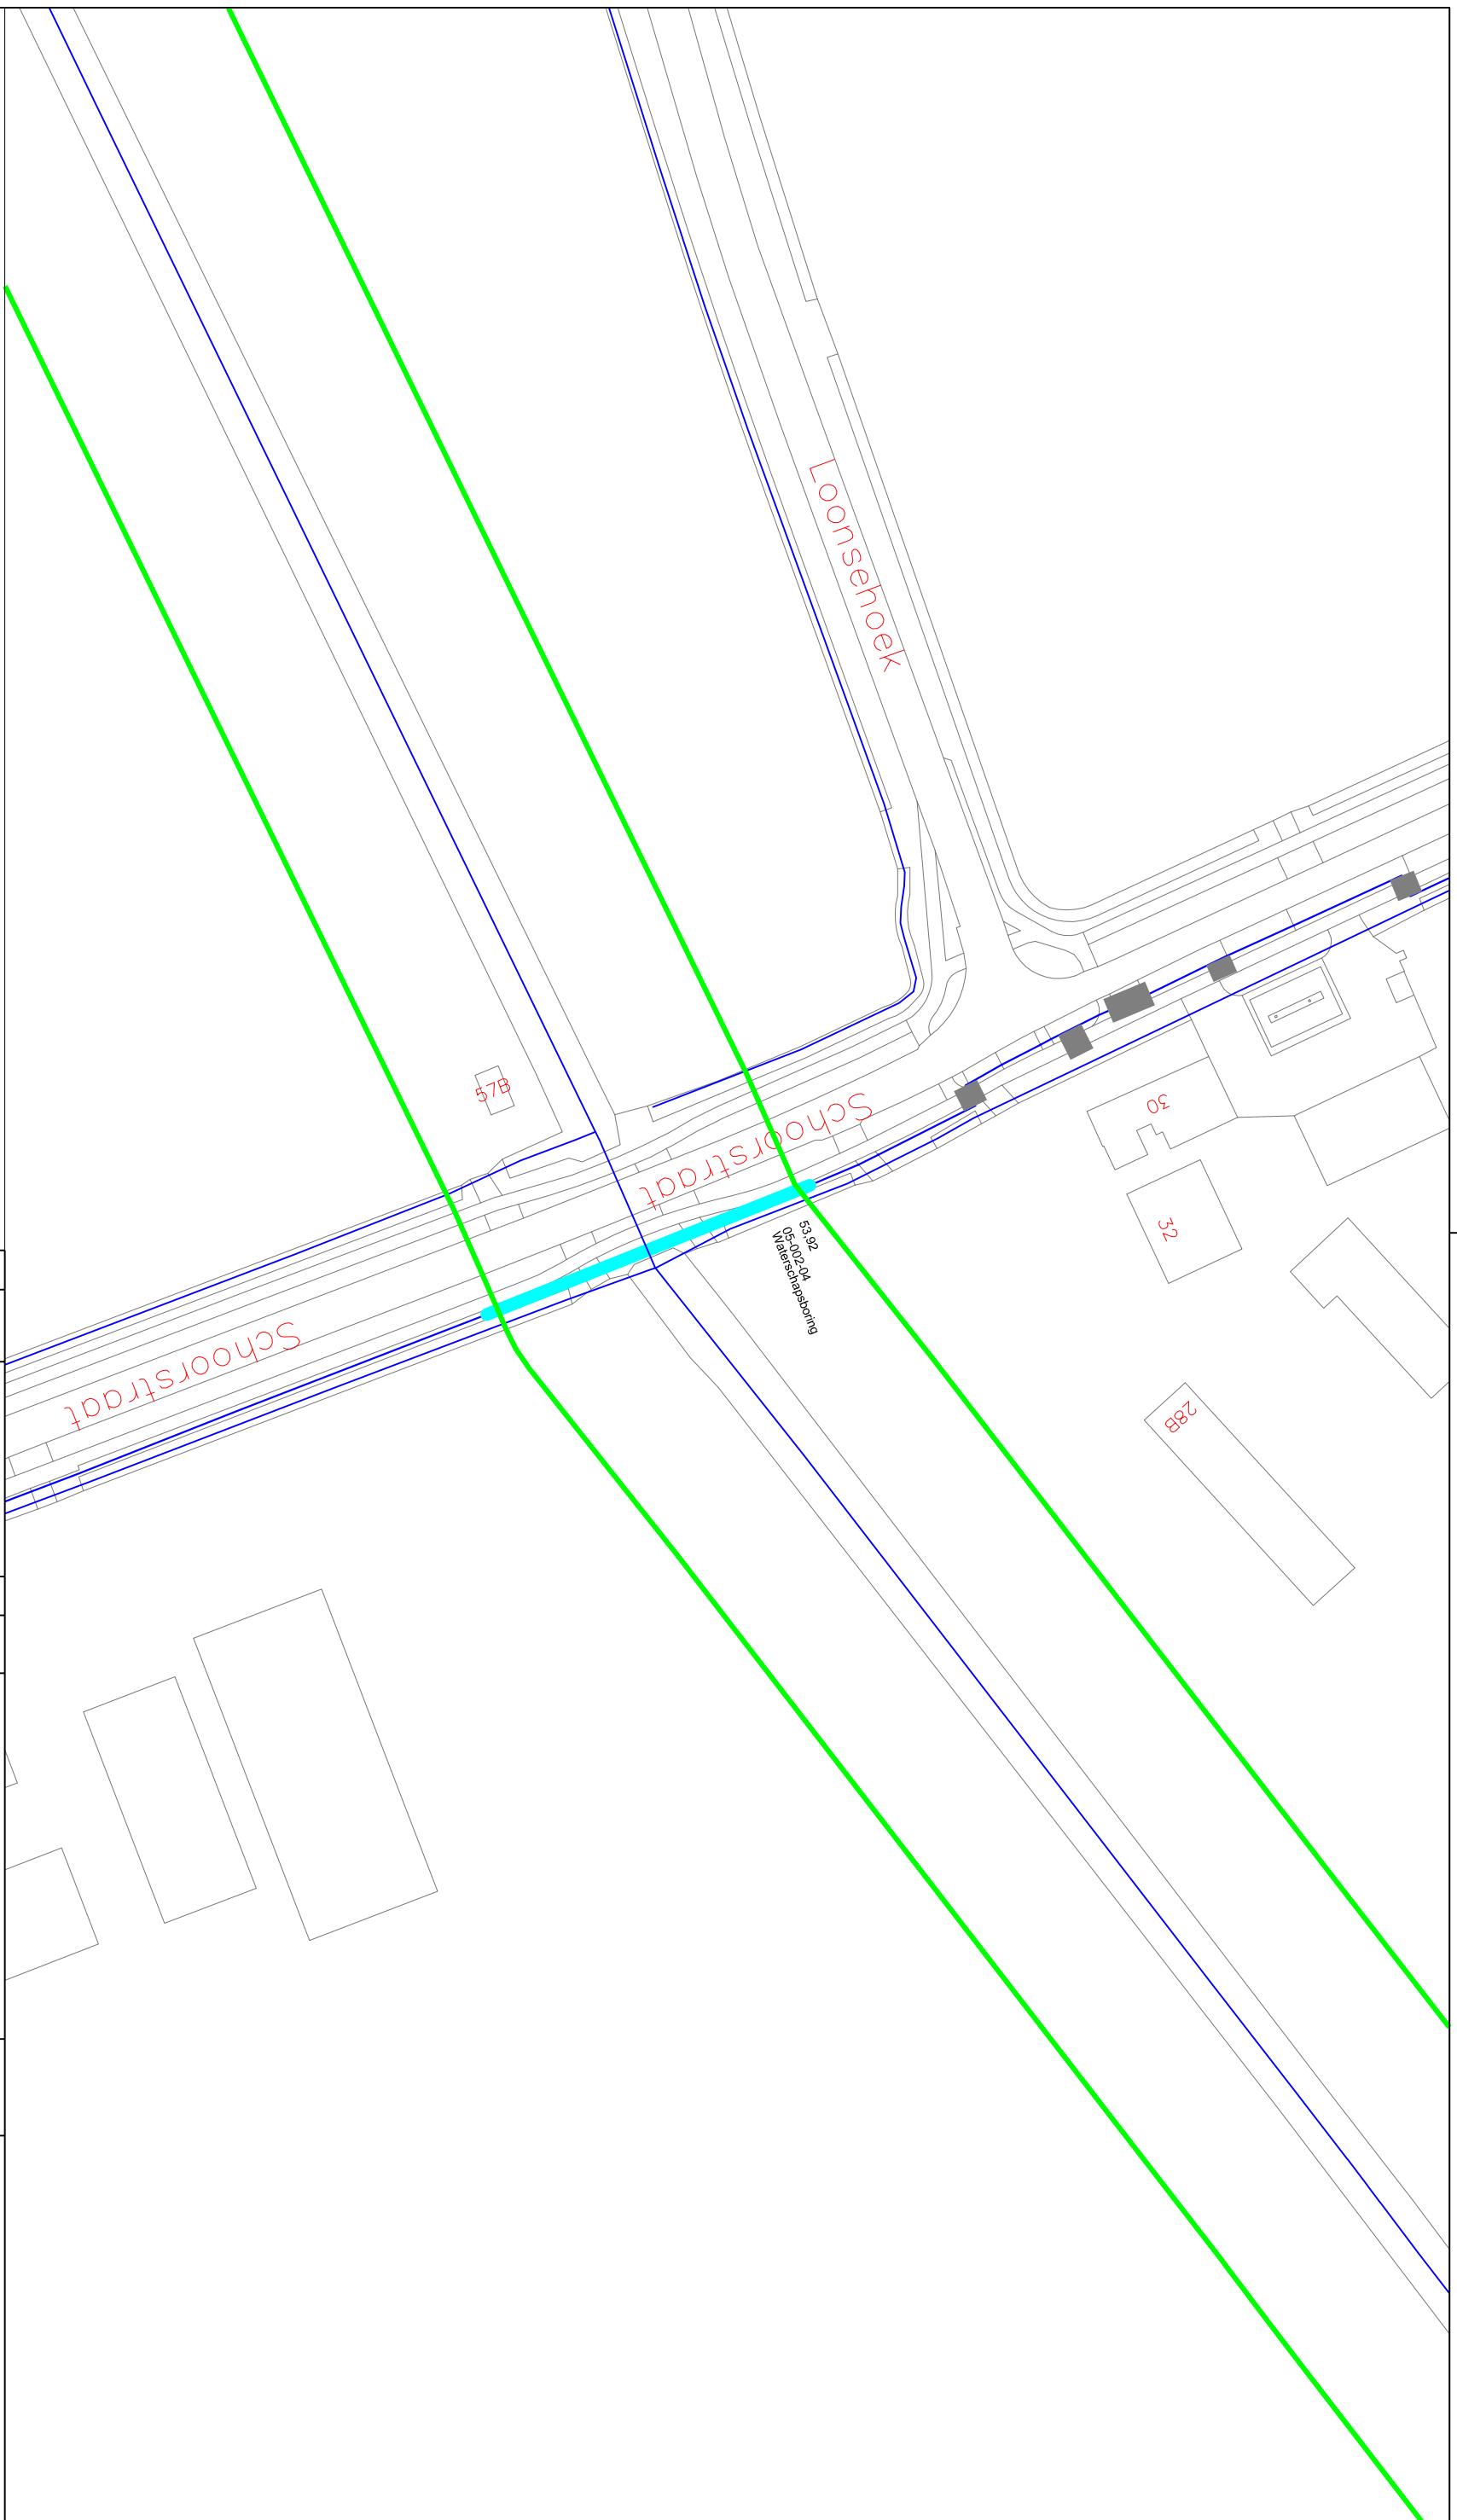 Loonsehoek
57B
Schoorstraat
30
32
53,92
05-002-04
Waterschapsboring
Schoorstraat
28B